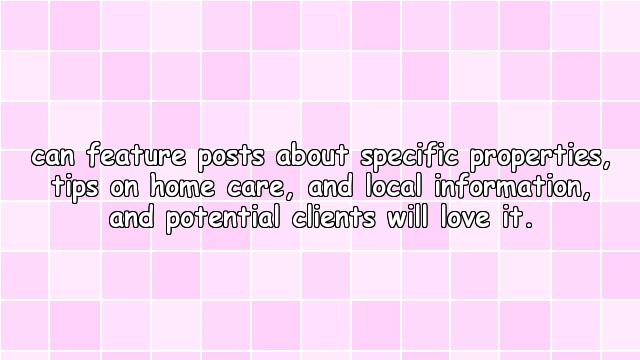 can feature posts about specific properties,
tips on home care, and local information,
and potential clients will love it.